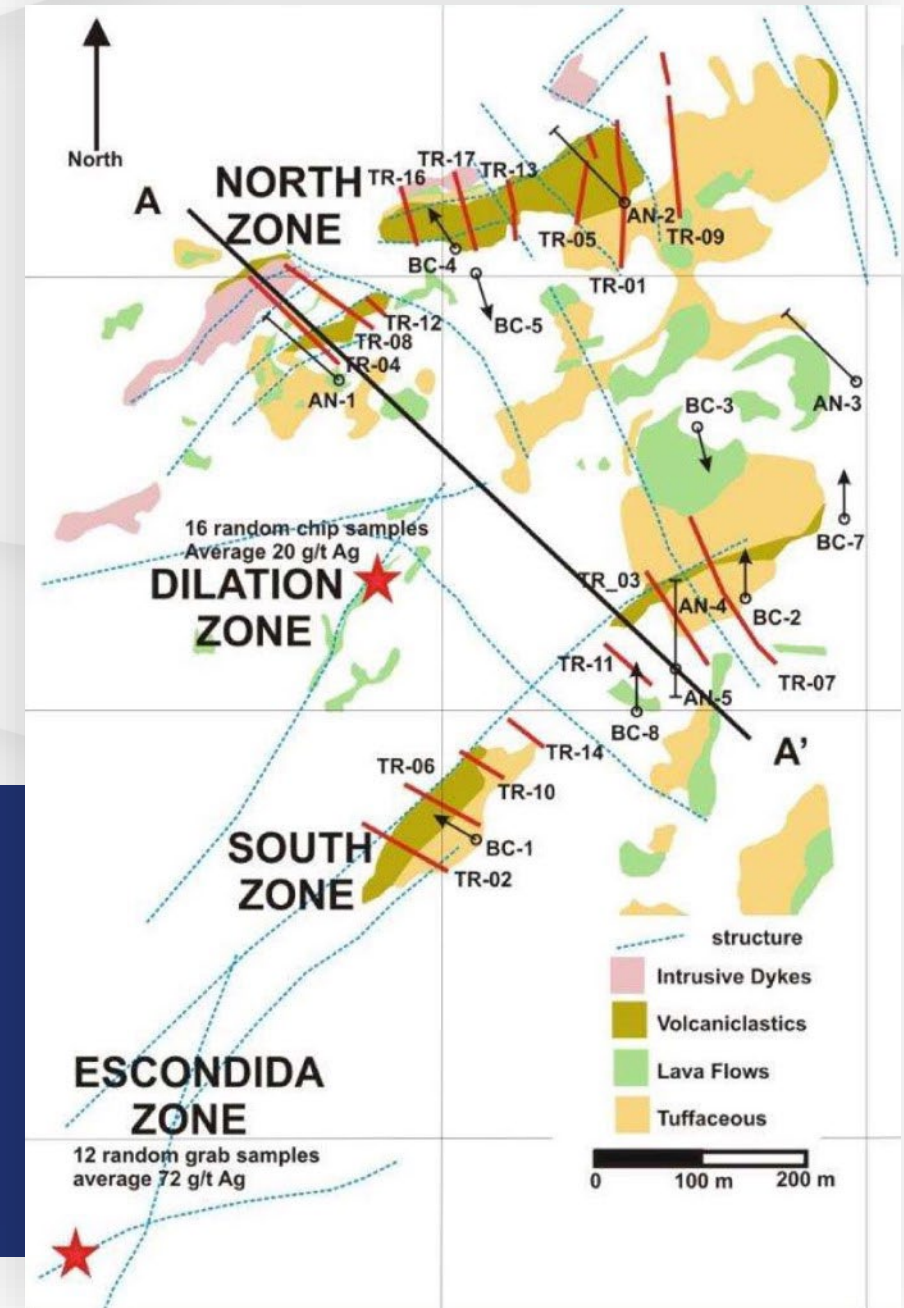 North
A
NORTH
ZONE
TR-16
TR-17
TR-13
TR-05
AN-2
TR-09
TR-01
BC-4
BC-5
TR-12
TR-08
TR-04
AN-1
AN-3
BC-3
BC-7
16 random chip samples
Average 20 g/t Ag
DILATION
ZONE
TR_03
AN-4
BC-2
TR-11
TR-07
AN-5
BC-8
A'
TR-14
TR-06
TR-10
BC-1
TR-02
SOUTH
ZONE
structure
Intrusive Dykes
Volcaniclastics
Lava Flows
Tuffaceous
0 100 m 200 m
ESCONDIDA
ZONE
12 random grab samples
average 72 g/t Ag